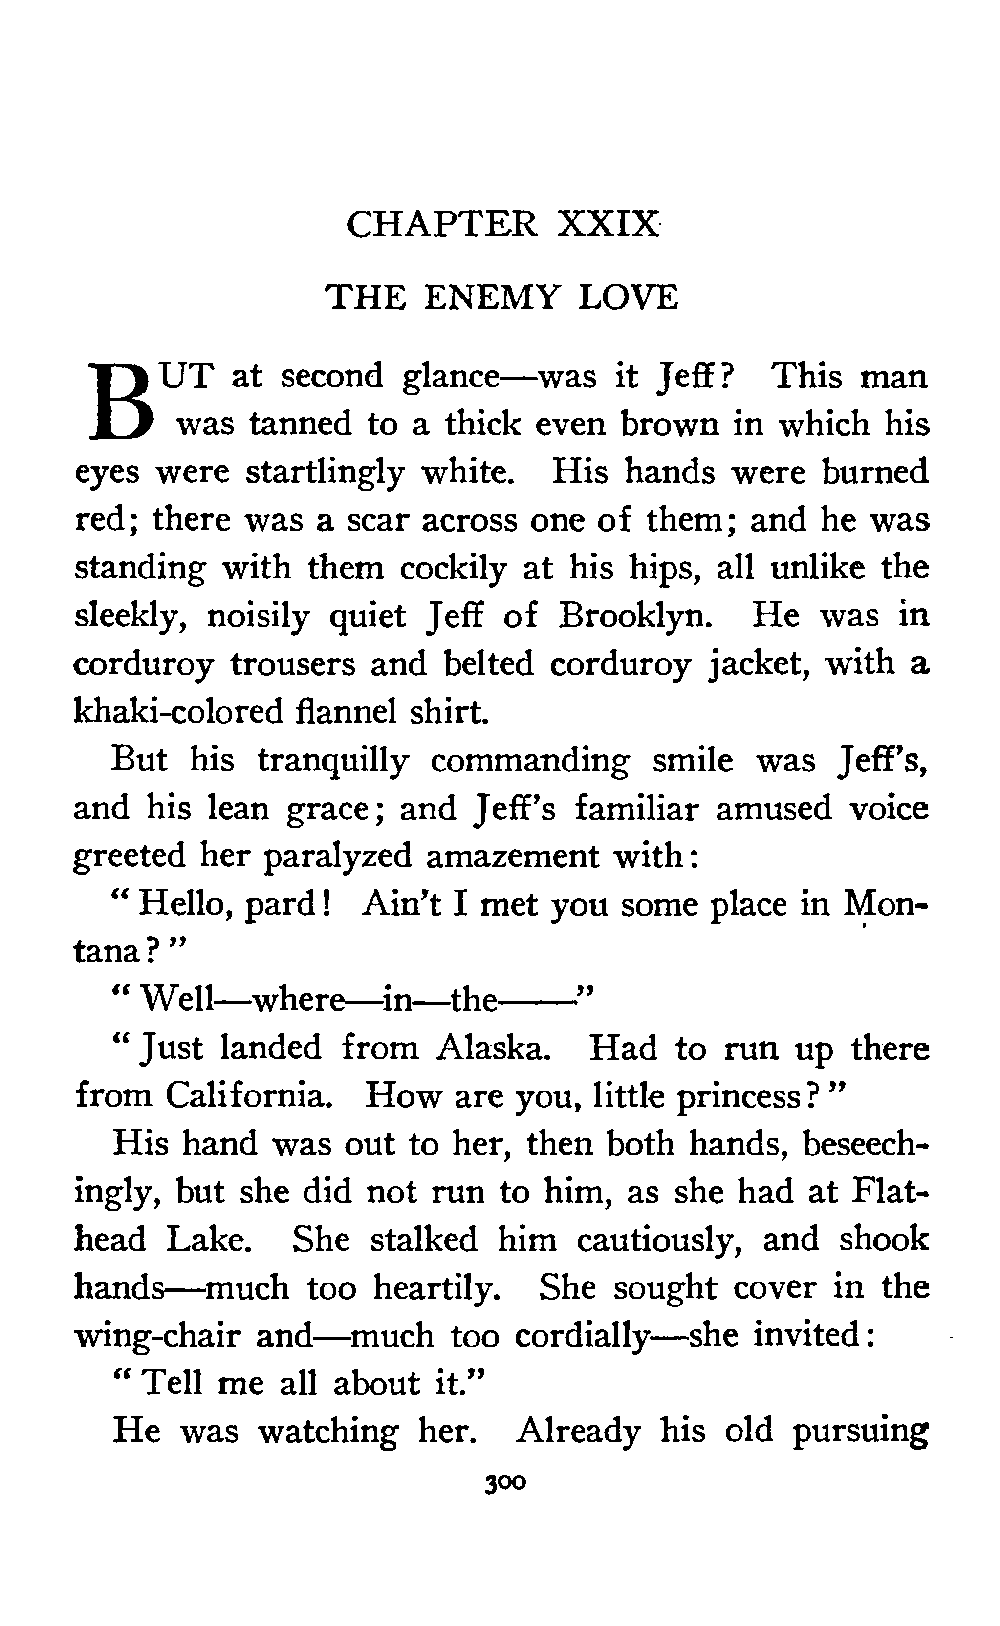 CHAPTER XXIX
THE ENEMY LOVE
BUT at second glance—was it Jeff? This man
was tanned to a thick even brown in which his
eyes were startlingly white. His hands were burned
red; there was a scar across one of them; and he was
standing with them cockily at his hips, all unlike the
sleekly, noisily quiet Jeff of Brooklyn. He was in
corduroy trousers and belted corduroy jacket, with a
khaki-colored flannel shirt.
But his tranquilly commanding smile was Jeff's,
and his lean grace; and Jeff's familiar amused voice
greeted her paralyzed amazement with:
"Hello, pard! Ain't I met you some place in Mon-
tana?"
"Well—where—in—the——"
"Just landed from Alaska. Had to run up there
from California. How are you, little princess?"
His hand was out to her, then both hands, beseech-
ingly, but she did not run to him, as she had at Flat-
head Lake. She stalked him cautiously, and shook
hands—much too heartily. She sought cover in the
wing-chair and—much too cordially—she invited:
"Tell me all about it."
He was watching her. Already his old pursuing
300